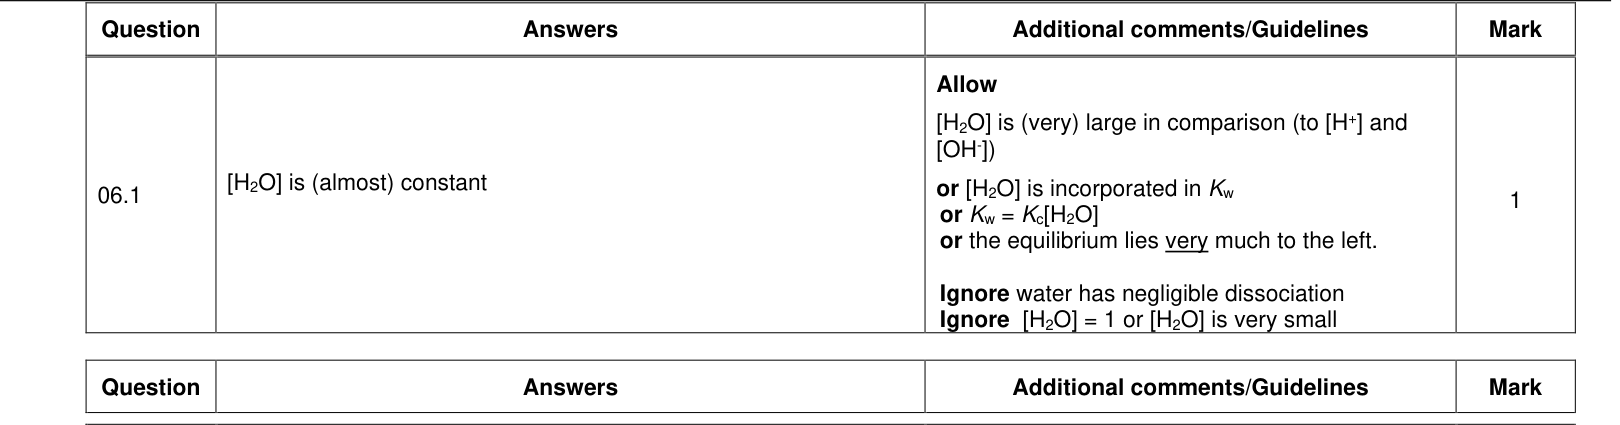 Question Answers Additional comments/Guidelines Mark
Allow
[H₂O] is (very) large in comparison (to [H⁺] and
[OH⁻])
06.1 [H₂O] is (almost) constant
or [H₂O] is incorporated in Kw
or Kw = Kc[H₂O]
or the equilibrium lies very much to the left.
1
Ignore water has negligible dissociation
Ignore [H₂O] = 1 or [H₂O] is very small
Question Answers Additional comments/Guidelines Mark